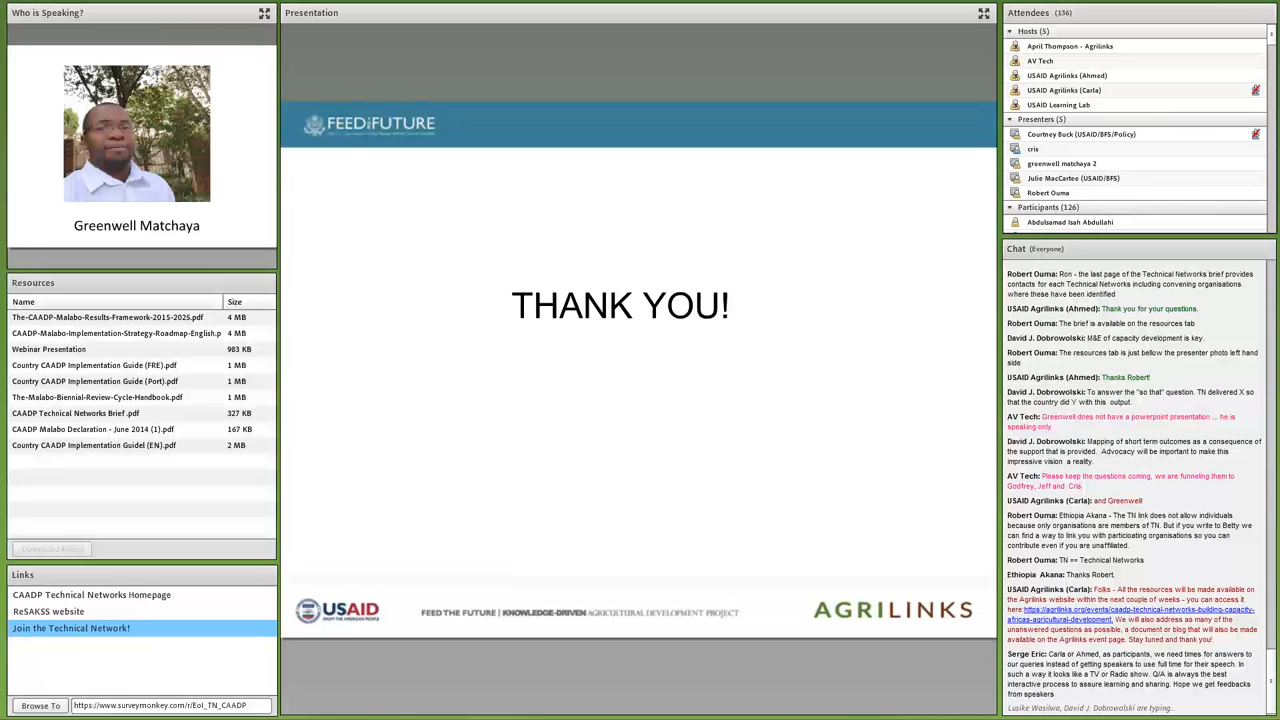 Who is Speaking?
Greenwell Matchaya
Resources
Name Size
The-CAADP-Malabo-Results-Framework-2015-2025.pdf 4 MB
CAADP-Malabo-Implementation-Strategy-Roadmap-English.p 4 MB
Webinar Presentation 983 KB
Country CAADP Implementation Guide (FRE).pdf 1 MB
Country CAADP Implementation Guide (Port).pdf 1 MB
The-Malabo-Biennial-Review-Cycle-Handbook.pdf 1 MB
CAADP Technical Networks Brief .pdf 327 KB
CAADP Malabo Declaration - June 2014 (1).pdf 167 KB
Country CAADP Implementation Guidel (EN).pdf 2 MB
Links
CAADP Technical Networks Homepage
ReSAKSS website
Join the Technical Network!
Browse To https://www.surveymonkey.com/r/EoI_TN_CAADP
Presentation
FEED THE FUTURE
THANK YOU!
USAID
FROM THE AMERICAN PEOPLE
FEED THE FUTURE | KNOWLEDGE-DRIVEN AGRICULTURAL DEVELOPMENT PROJECT
AGRILINKS
Attendees (136)
Hosts (5)
April Thompson - Agrilinks
AV Tech
USAID Agrilinks (Ahmed)
USAID Agrilinks (Carla)
USAID Learning Lab
Presenters (5)
Courtney Buck (USAID/BFS/Policy)
cris
greenwell matchaya 2
Julie MacCartee (USAID/BFS)
Robert Ouma
Participants (126)
Abdulsamad Isah Abdullahi
Chat (Everyone)
Robert Ouma: Ron - the last page of the Technical Networks brief provides
contacts for each Technical Networks including convening organisations
where these have been identified
USAID Agrilinks (Ahmed): Thank you for your questions.
Robert Ouma: The brief is available on the resources tab
David J. Dobrowolski: M&E of capacity development is key.
Robert Ouma: The resources tab is just bellow the presenter photo left hand
side
USAID Agrilinks (Ahmed): Thanks Robert!
David J. Dobrowolski: To answer the "so that" question. TN delivered X so
that the country did Y with this output.
AV Tech: Greenwell does not have a powerpoint presentation ... he is
speaking only
David J. Dobrowolski: Mapping of short term outcomes as a consequence of
the support that is provided. Advocacy will be important to make this
impressive vision a reality.
AV Tech: Please keep the questions coming, we are funneling them to
Godfrey, Jeff and Cris
USAID Agrilinks (Carla): and Greenwell!
Robert Ouma: Ethiopia Akana - The TN link does not allow individuals
because only organisations are members of TN. But if you write to Betty we
can find a way to link you with participating organisations so you can
contribute even if you are unaffiliated.
Robert Ouma: TN == Technical Networks
Ethiopia Akana: Thanks Robert.
USAID Agrilinks (Carla): Folks - All the resources will be made available on
the Agrilinks website within the next couple of weeks - you can access it
here:https://agrilinks.org/events/caadp-technical-networks-building-capacity-
africas-agricultural-development. We will also address as many of the
unanswered questions as possible, a document or blog that will also be made
available on the Agrilinks event page. Stay tuned and thank you!
Serge Eric: Carla or Ahmed, as participants, we need times for answers to
our queries instead of getting speakers to use full time for their speech. In
such a way it looks like a TV or Radio show. Q/A is always the best
interactive process to assure learning and sharing. Hope we get feedbacks
from speakers
Lusike Wasilwa, David J. Dobrowolski are typing...